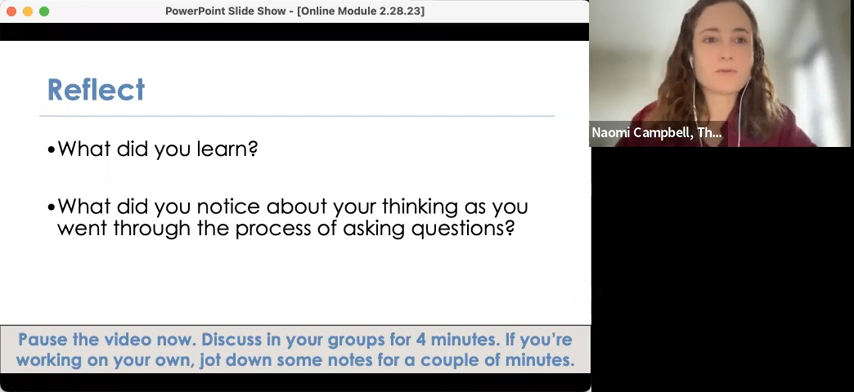 PowerPoint Slide Show - [Online Module 2.28.23]
Reflect
•What did you learn?
•What did you notice about your thinking as you
went through the process of asking questions?
Naomi Campbell, Th...
Pause the video now. Discuss in your groups for 4 minutes. If you're
working on your own, jot down some notes for a couple of minutes.